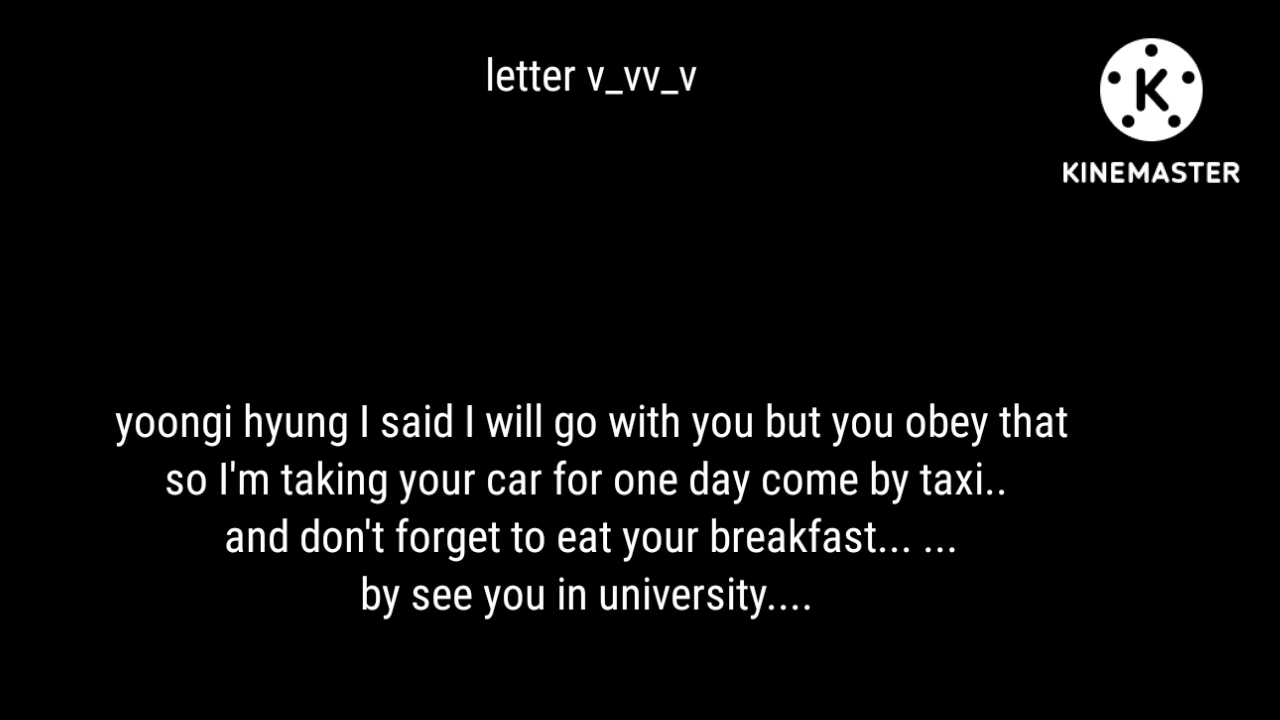 letter v_vv_v
K
KINEMASTER
yoongi hyung I said I will go with you but you obey that
so I'm taking your car for one day come by taxi..
and don't forget to eat your breakfast... ...
by see you in university....